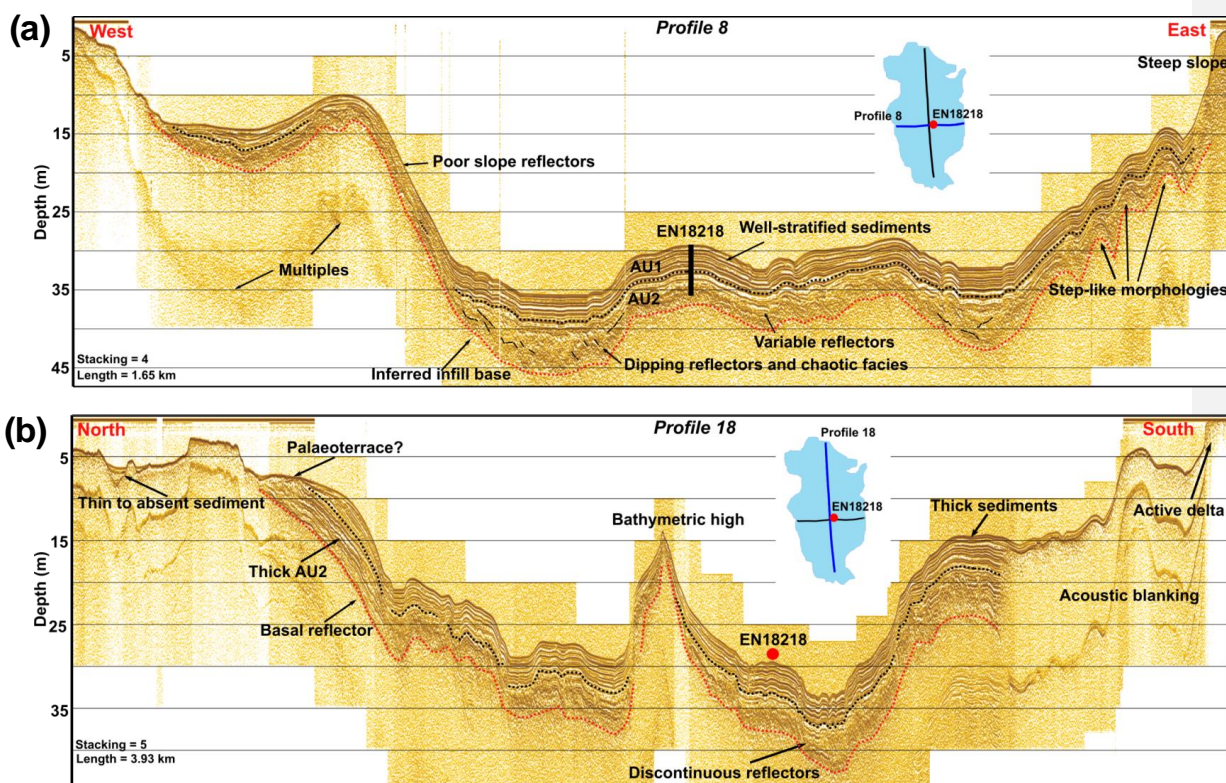 (a)
West
Profile 8
East
5
Steep slope
Profile 8
EN18218
15
Poor slope reflectors
Depth (m)
25
EN18218
Well-stratified sediments
AU1
Multiples
AU2
Step-like morphologies
35
Variable reflectors
Stacking = 4
Dipping reflectors and chaotic facies
Length = 1.65 km
Inferred infill base
45
(b)
North
Profile 18
South
Profile 18
Palaeoterrace?
5
Thin to absent sediment
EN18218
Thick sediments
Active delta
Bathymetric high
15
Thick AU2
Acoustic blanking
Depth (m)
25
Basal reflector
EN18218
35
Stacking = 5
Length = 3.93 km
Discontinuous reflectors